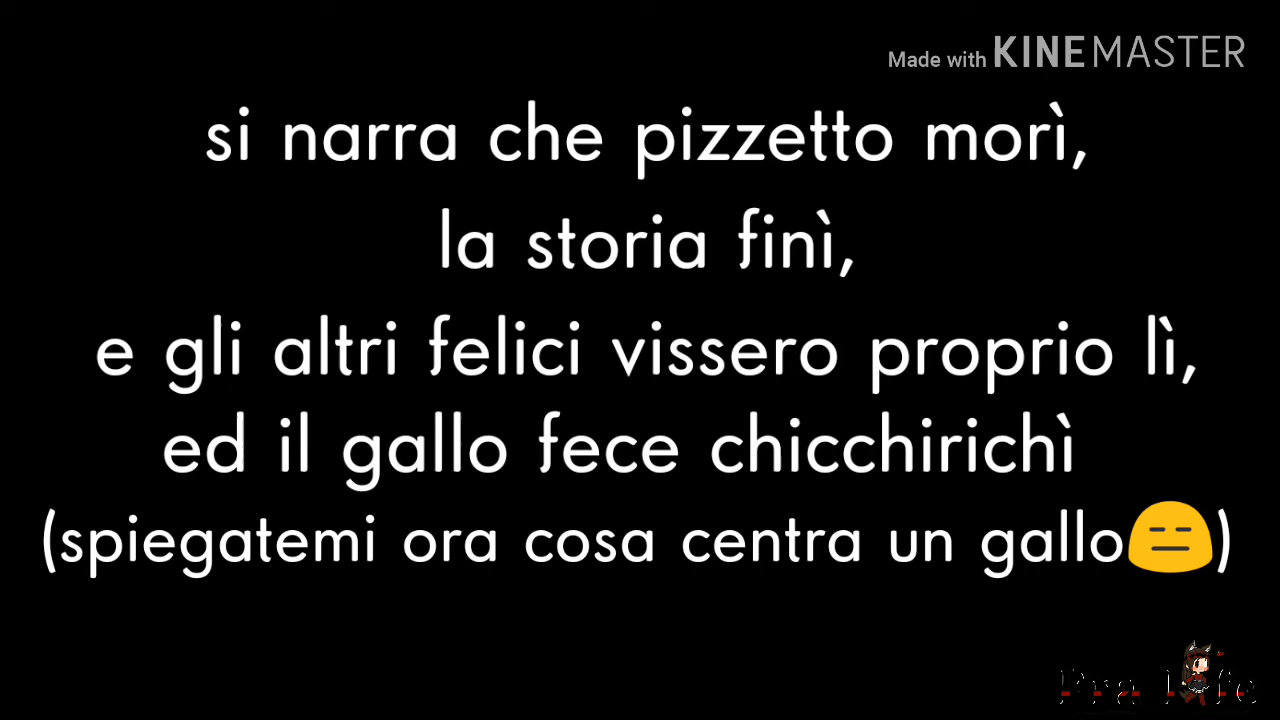 Made with KINEMASTER
si narra che pizzetto morì,
la storia finì,
e gli altri felici vissero proprio lì,
ed il gallo fece chicchirichì
(spiegatemi ora cosa centra un gallo😑)